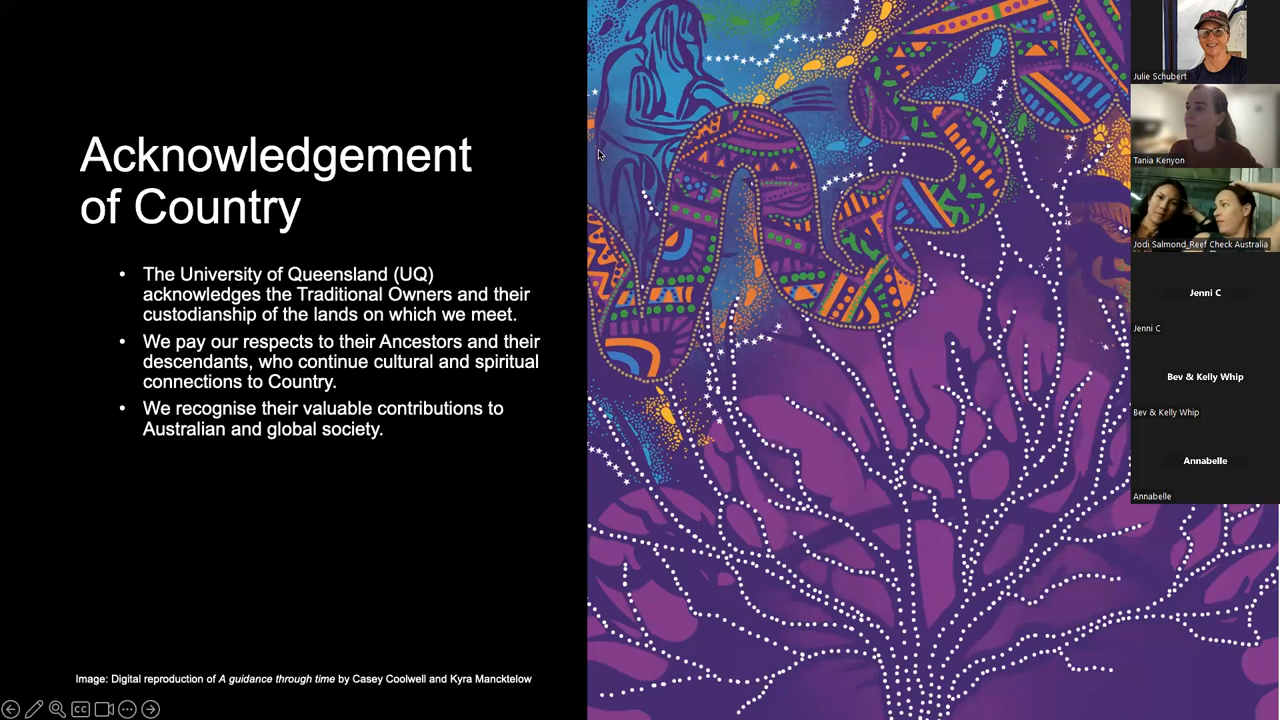 Acknowledgement
of Country
• The University of Queensland (UQ)
acknowledges the Traditional Owners and their
custodianship of the lands on which we meet.
• We pay our respects to their Ancestors and their
descendants, who continue cultural and spiritual
connections to Country.
• We recognise their valuable contributions to
Australian and global society.
Image: Digital reproduction of A guidance through time by Casey Coolwell and Kyra Mancktelow
CC
Julie Schubert
Tania Kenyon
Jodi Salmond_Reef Check Australia
Jenni C
Jenni C
Bev & Kelly Whip
Bev & Kelly Whip
Annabelle
Annabelle